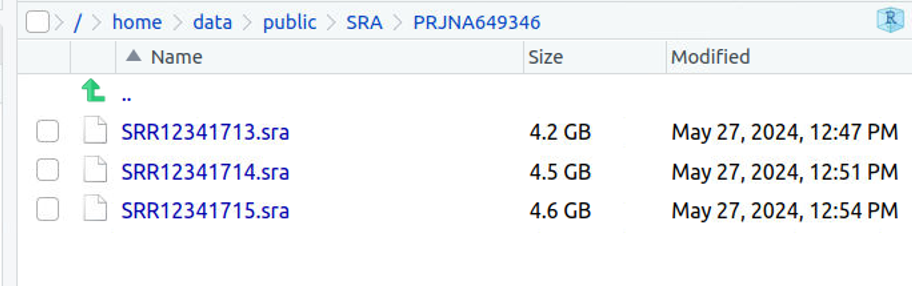 / home data public SRA PRJNA649346 R
Name Size Modified
..
SRR12341713.sra 4.2 GB May 27, 2024, 12:47 PM
SRR12341714.sra 4.5 GB May 27, 2024, 12:51 PM
SRR12341715.sra 4.6 GB May 27, 2024, 12:54 PM